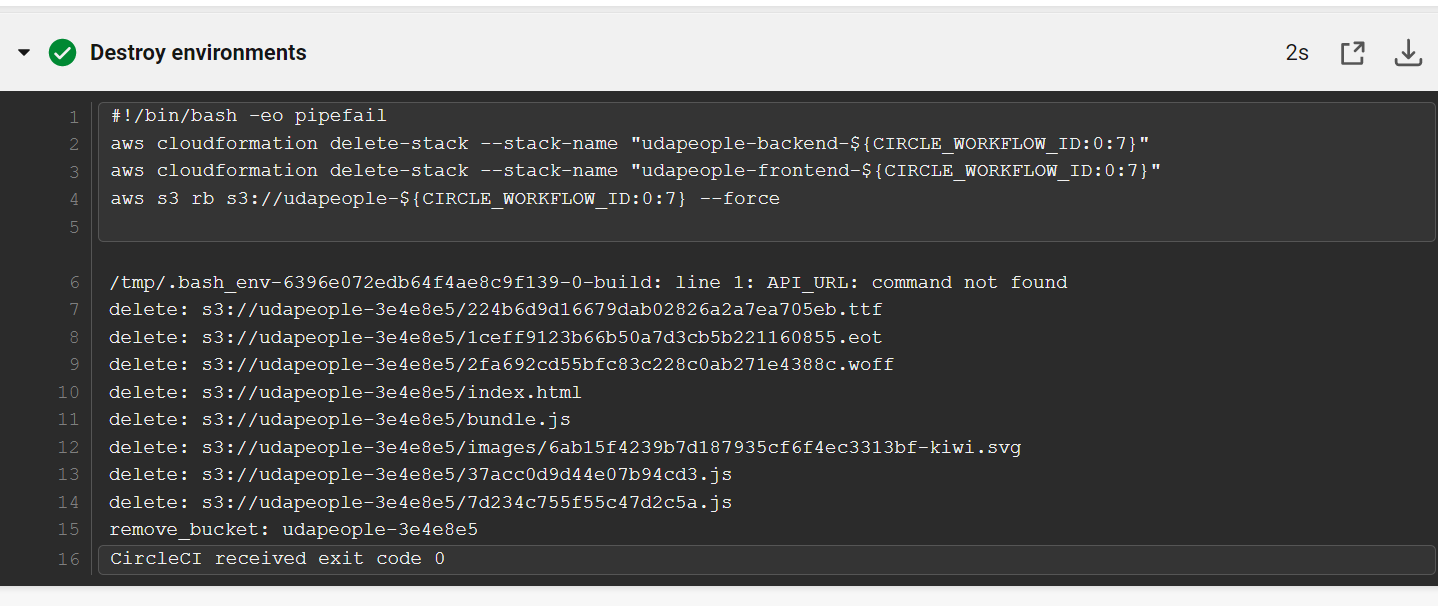 Destroy environments
2s
1 #!/bin/bash -eo pipefail
2 aws cloudformation delete-stack --stack-name "udapeople-backend-${CIRCLE_WORKFLOW_ID:0:7}"
3 aws cloudformation delete-stack --stack-name "udapeople-frontend-${CIRCLE_WORKFLOW_ID:0:7}"
4 aws s3 rb s3://udapeople-${CIRCLE_WORKFLOW_ID:0:7} --force
5
6 /tmp/.bash_env-6396e072edb64f4ae8c9f139-0-build: line 1: API_URL: command not found
7 delete: s3://udapeople-3e4e8e5/224b6d9d16679dab02826a2a7ea705eb.ttf
8 delete: s3://udapeople-3e4e8e5/1ceff9123b66b50a7d3cb5b221160855.eot
9 delete: s3://udapeople-3e4e8e5/2fa692cd55bfc83c228c0ab271e4388c.woff
10 delete: s3://udapeople-3e4e8e5/index.html
11 delete: s3://udapeople-3e4e8e5/bundle.js
12 delete: s3://udapeople-3e4e8e5/images/6ab15f4239b7d187935cf6f4ec3313bf-kiwi.svg
13 delete: s3://udapeople-3e4e8e5/37acc0d9d44e07b94cd3.js
14 delete: s3://udapeople-3e4e8e5/7d234c755f55c47d2c5a.js
15 remove_bucket: udapeople-3e4e8e5
16 CircleCI received exit code 0